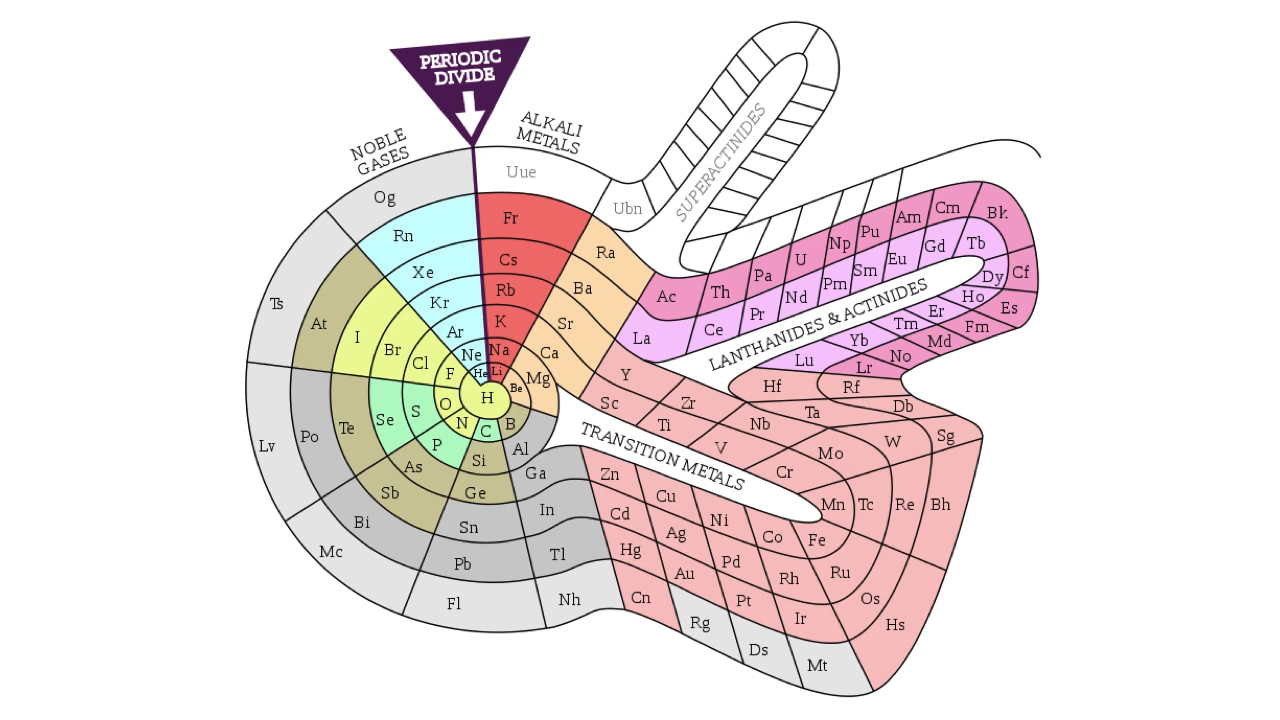 PERIODIC
DIVIDE
NOBLE
GASES
ALKALI
METALS
SUPERACTINIDES
LANTHANIDES & ACTINIDES
TRANSITION METALS
Uue
Ubn
Og
Ts
Lv
Mc
Fl
Nh
Rn
Fr
Ra
Xe
Cs
Ba
Kr
Rb
Sr
Ar
K
Ca
Ne
Na
Mg
He
Li
Be
H
At
I
Br
Cl
F
O
N
C
B
Po
Te
Se
S
P
Si
Al
As
Ge
Ga
Sb
Sn
In
Bi
Pb
Tl
Ac
Th
Pa
U
Np
Pu
Am
Cm
Bk
Cf
Es
Fm
Md
No
Lr
La
Ce
Pr
Nd
Pm
Sm
Eu
Gd
Tb
Dy
Ho
Er
Tm
Yb
Lu
Y
Sc
Zr
Ti
Nb
V
Hf
Rf
Ta
Db
Mo
W
Sg
Cr
Mn
Tc
Re
Bh
Zn
Cu
Ni
Co
Fe
Cd
Ag
Pd
Rh
Ru
Hg
Au
Pt
Ir
Os
Cn
Rg
Ds
Mt
Hs